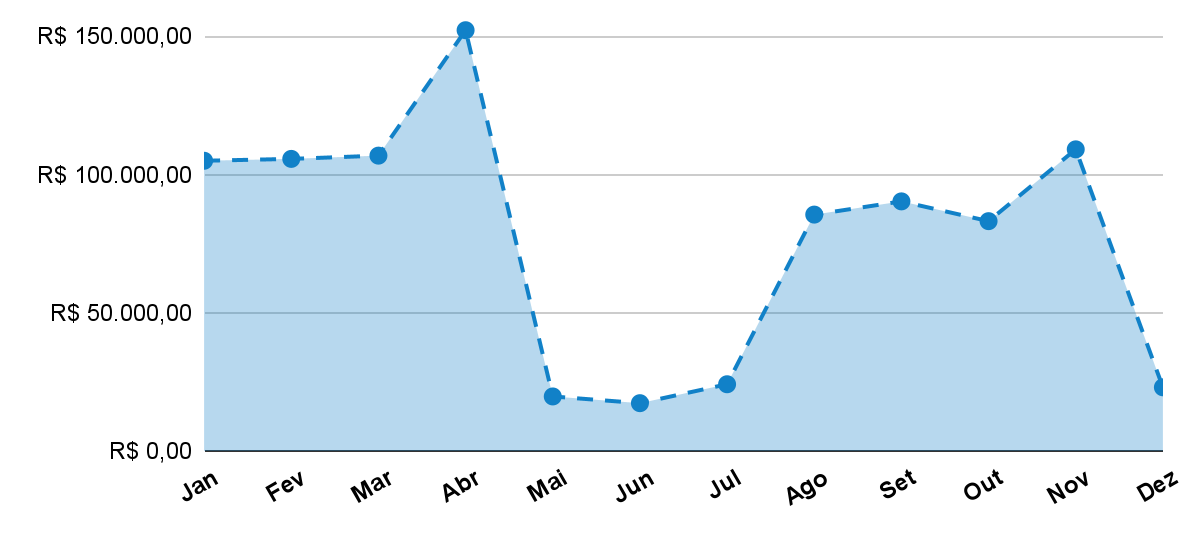 R$ 150.000,00
R$ 100.000,00
R$ 50.000,00
R$ 0,00
Jan Fev Mar Abr Mai Jun Jul Ago Set Out Nov Dez